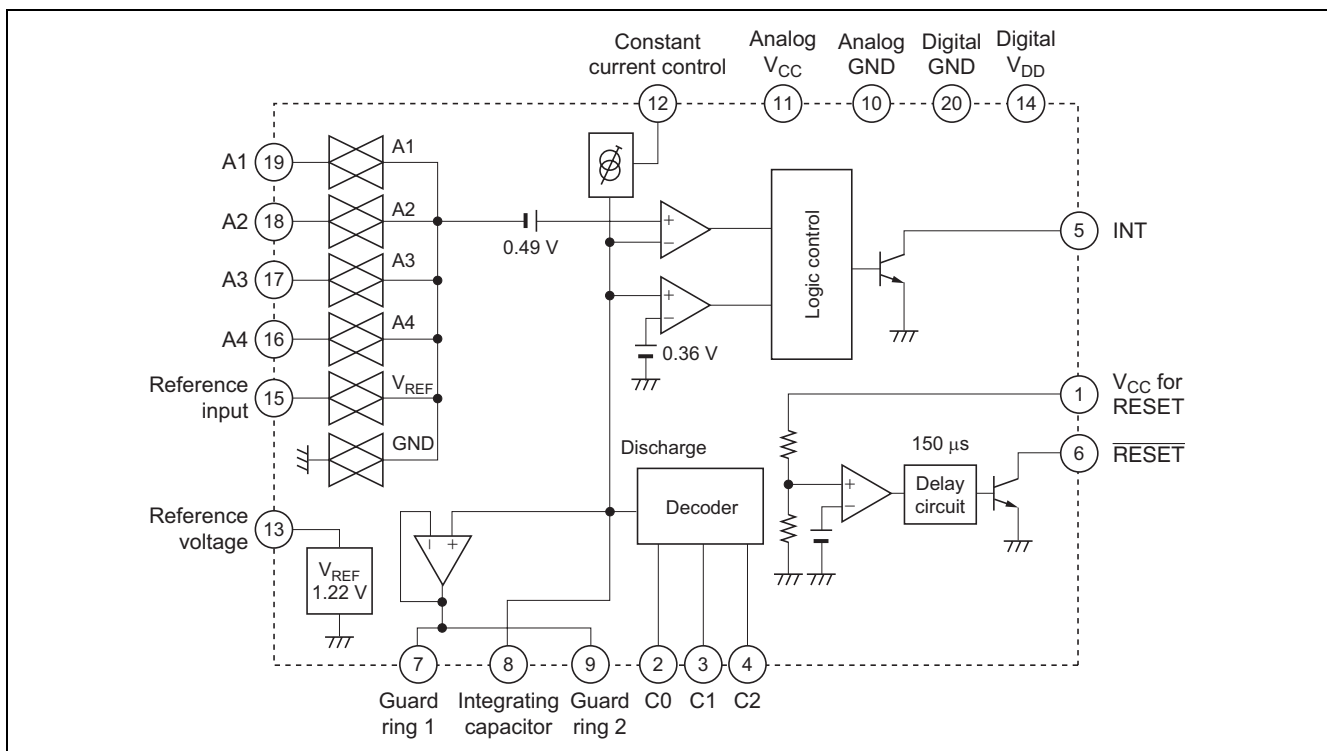 Constant
current control
Analog
VCC
Analog
GND
Digital
GND
Digital
VDD
12
11
10
20
14
A1
19
A1
A2
18
A2
A3
17
A3
A4
16
A4
Reference
input
15
VREF
GND
0.49 V
+
−
+
−
0.36 V
Logic control
5
INT
1
VCC for
RESET
150 μs
6
RESET
+
−
Delay
circuit
Discharge
Decoder
Reference
voltage
13
VREF
1.22 V
−
+
7
8
9
2
3
4
Guard
ring 1
Integrating
capacitor
Guard
ring 2
C0
C1
C2